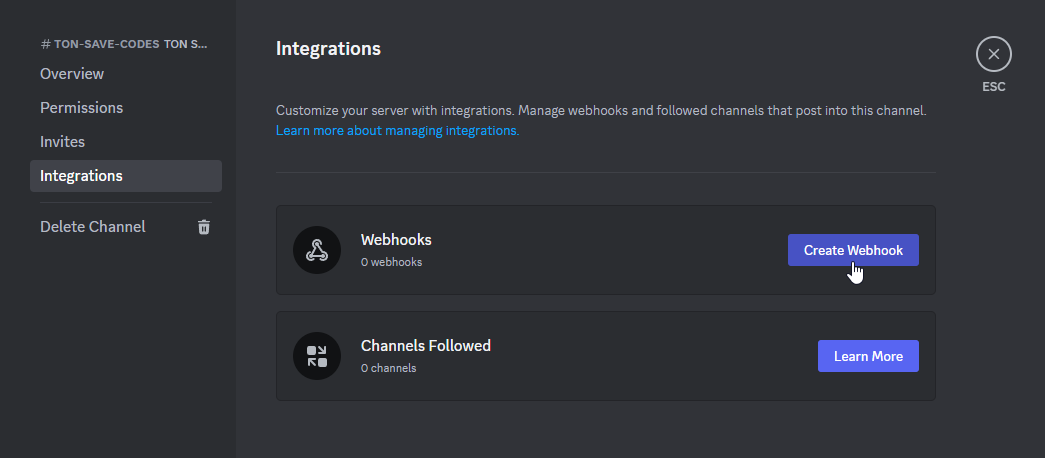 # TON-SAVE-CODES TON S...
Overview
Permissions
Invites
Integrations
Delete Channel
Integrations
ESC
Customize your server with integrations. Manage webhooks and followed channels that post into this channel.
Learn more about managing integrations.
Webhooks
0 webhooks
Create Webhook
Channels Followed
0 channels
Learn More